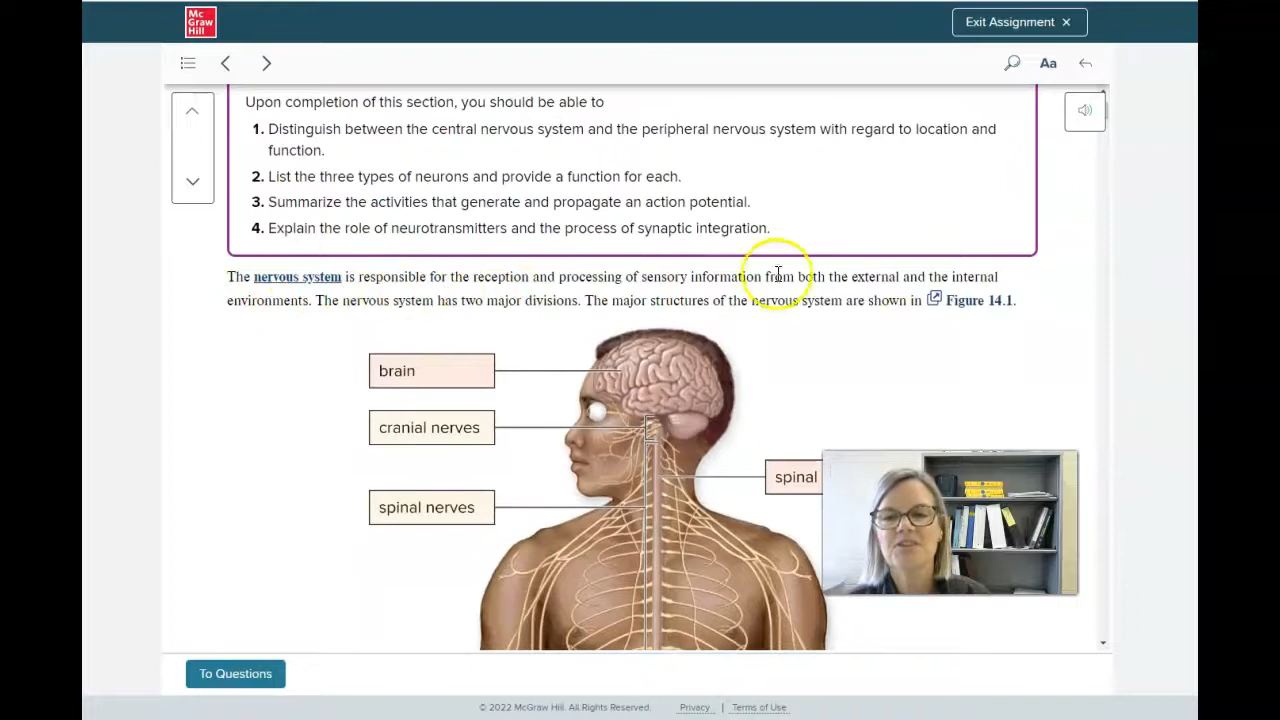 Mc
Graw
Hill
Exit Assignment ×
Aa
Upon completion of this section, you should be able to
1. Distinguish between the central nervous system and the peripheral nervous system with regard to location and
function.
2. List the three types of neurons and provide a function for each.
3. Summarize the activities that generate and propagate an action potential.
4. Explain the role of neurotransmitters and the process of synaptic integration.
The nervous system is responsible for the reception and processing of sensory information from both the external and the internal
environments. The nervous system has two major divisions. The major structures of the nervous system are shown in Figure 14.1.
brain
cranial nerves
spinal
spinal nerves
To Questions
© 2022 McGraw Hill. All Rights Reserved. Privacy | Terms of Use